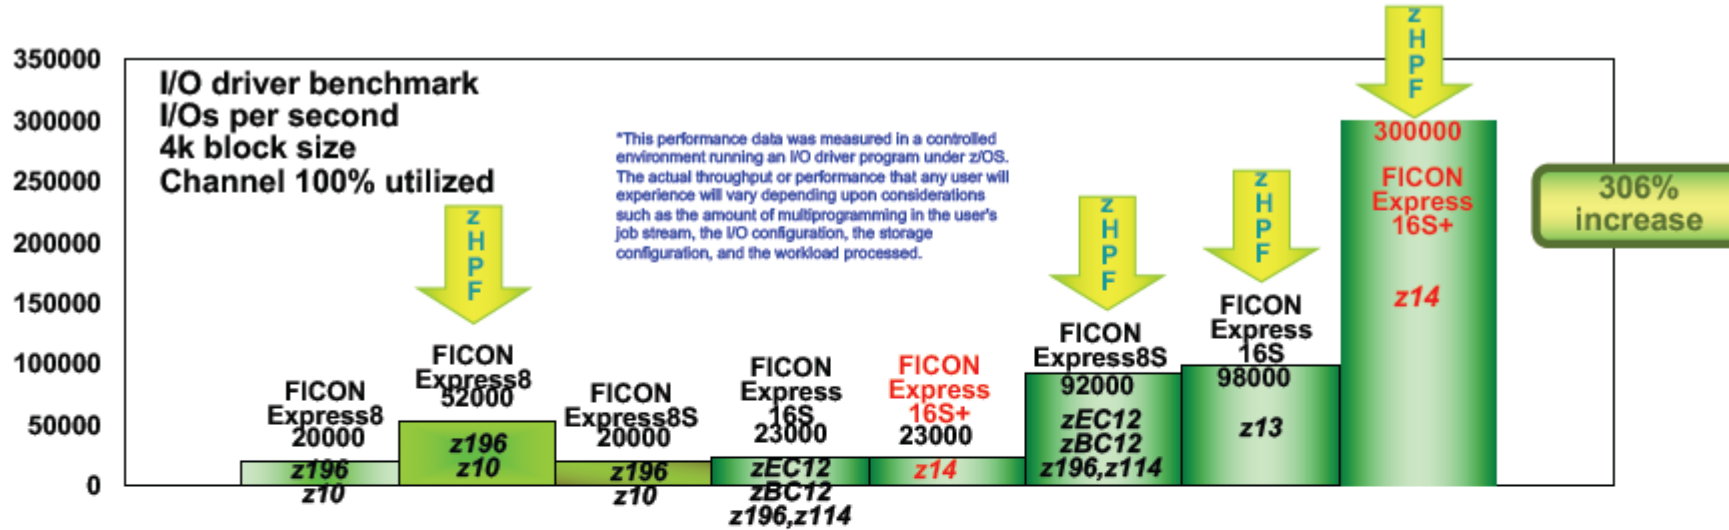 350000
300000
250000
200000
150000
100000
50000
0
I/O driver benchmark
I/Os per second
4k block size
Channel 100% utilized
*This performance data was measured in a controlled
environment running an I/O driver program under z/OS.
The actual throughput or performance that any user will
experience will vary depending upon considerations
such as the amount of multiprogramming in the user's
job stream, the I/O configuration, the storage
configuration, and the workload processed.
FICON
Express8
20000
z196
z10
z
H
P
F
FICON
Express8
52000
z196
z10
FICON
Express8S
20000
z196
z10
FICON
Express
16S
23000
zEC12
zBC12
z196,z114
FICON
Express
16S+
23000
z14
z
H
P
F
FICON
Express8S
92000
zEC12
zBC12
z196,z114
z
H
P
F
FICON
Express
16S
98000
z13
z
H
P
F
300000
FICON
Express
16S+
z14
306%
increase